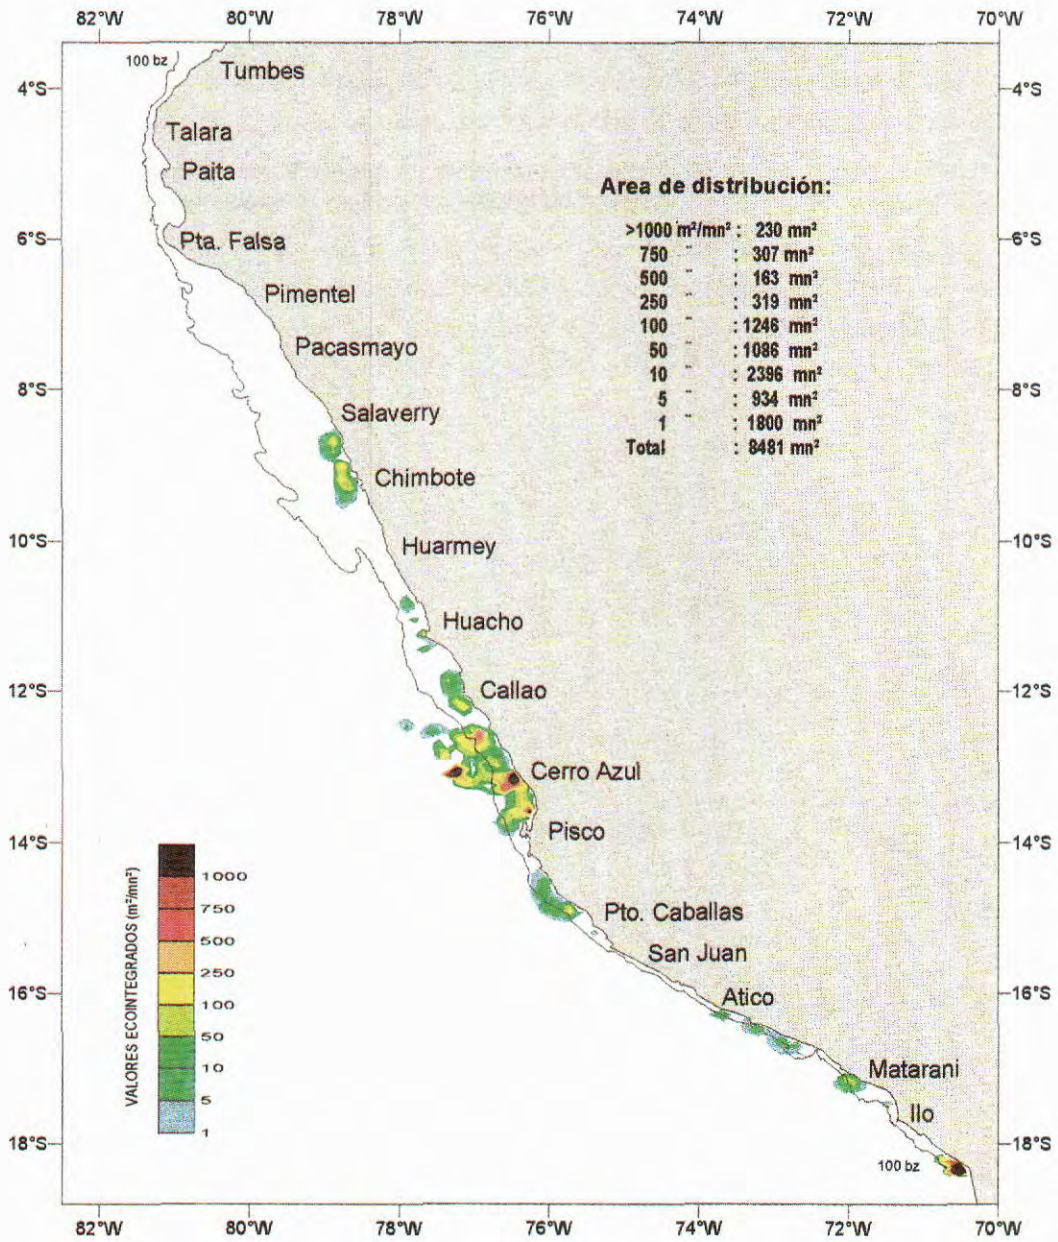 82°W 80°W 78°W 76°W 74°W 72°W 70°W
100 bz
Tumbes
4°S 4°S
Talara
Paita
Area de distribución:
>1000 m²/mn² : 230 mn²
Pta. Falsa
6°S 6°S
750 " : 307 mn²
500 " : 163 mn²
Pimentel
250 " : 319 mn²
100 " : 1246 mn²
Pacasmayo
50 " : 1086 mn²
10 " : 2396 mn²
8°S 8°S
5 " : 934 mn²
Salaverry
1 " : 1800 mn²
Total : 8481 mn²
Chimbote
10°S 10°S
Huarmey
Huacho
12°S 12°S
Callao
Cerro Azul
Pisco
14°S 14°S
VALORES ECOINTEGRADOS (m²/mn²)
1000
750
500
250
100
50
10
5
1
Pto. Caballas
San Juan
16°S 16°S
Atico
Matarani
Ilo
18°S 18°S
100 bz
82°W 80°W 78°W 76°W 74°W 72°W 70°W